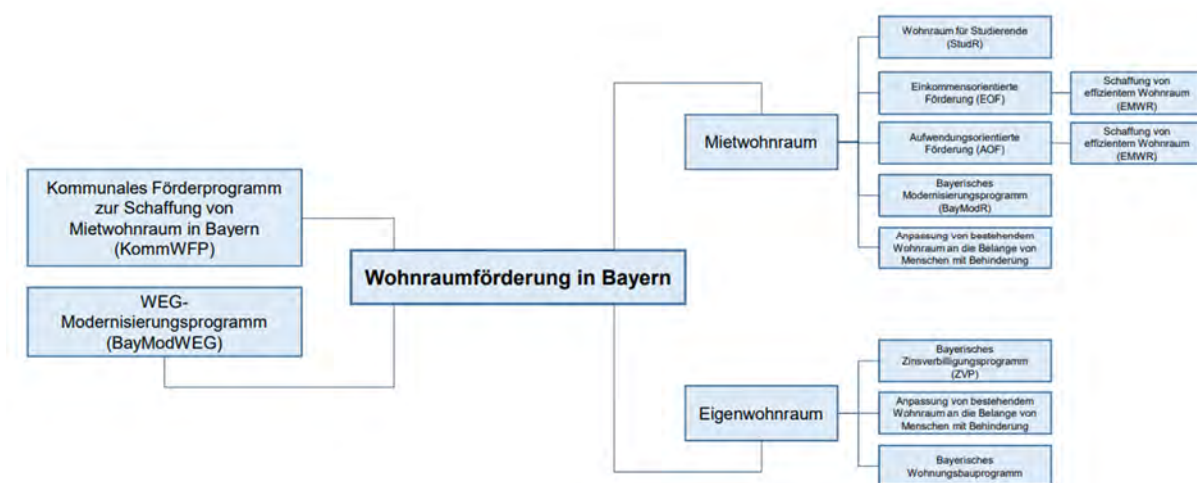 Wohnraum für Studierende
(StudR)
Einkommensorientierte
Förderung (EOF)
Schaffung von
effizientem Wohnraum
(EMWR)
Mietwohnraum
Aufwendungsorientierte
Förderung (AOF)
Schaffung von
effizientem Wohnraum
(EMWR)
Bayerisches
Modernisierungsprogramm
(BayModR)
Anpassung von bestehendem
Wohnraum an die Belange von
Menschen mit Behinderung
Kommunales Förderprogramm
zur Schaffung von
Mietwohnraum in Bayern
(KommWFP)
Wohnraumförderung in Bayern
WEG-
Modernisierungsprogramm
(BayModWEG)
Eigenwohnraum
Bayerisches
Zinsverbilligungsprogramm
(ZVP)
Anpassung von bestehendem
Wohnraum an die Belange von
Menschen mit Behinderung
Bayerisches
Wohnungsbauprogramm